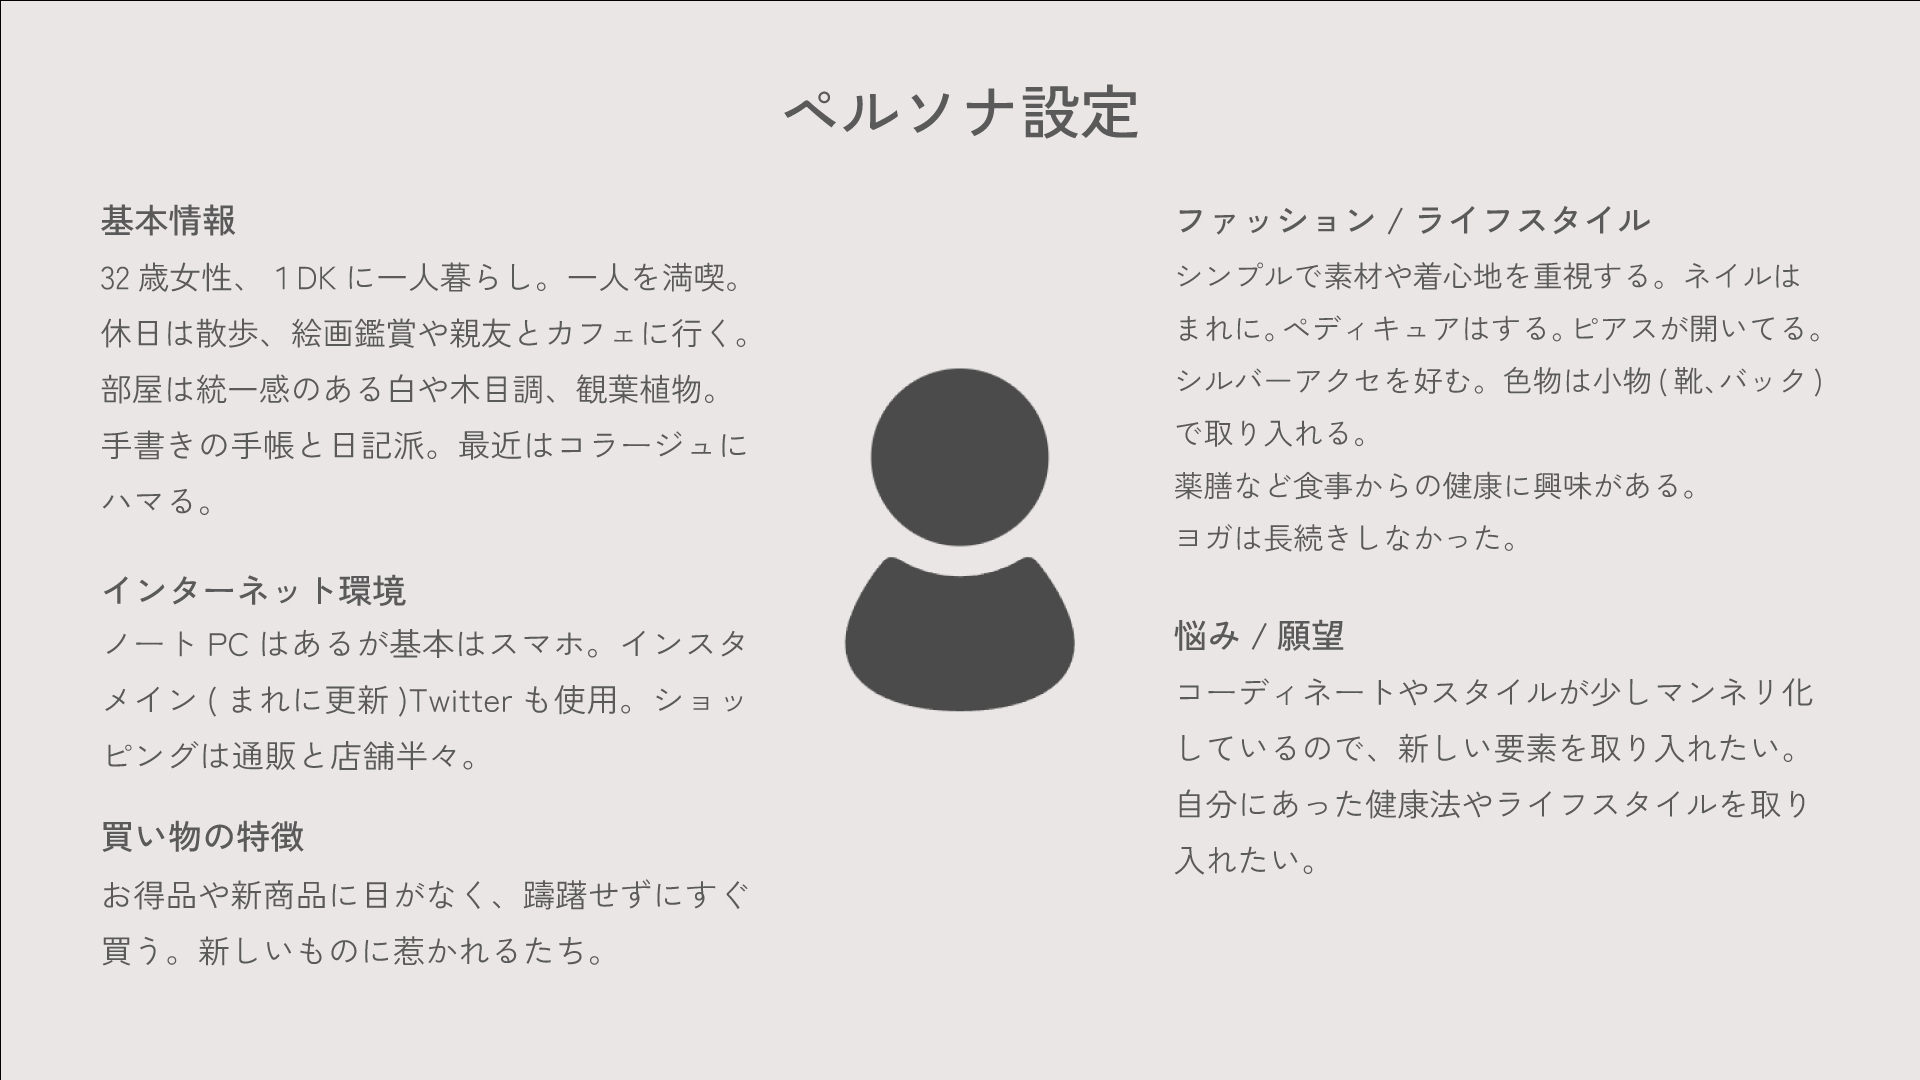 ペルソナ設定
基本情報
32 歳女性、 1 DK に一人暮らし。一人を満喫。
休日は散歩、絵画鑑賞や親友とカフェに行く。
部屋は統一感のある白や木目調、観葉植物。
手書きの手帳と日記派。最近はコラージュに
ハマる。
インターネット環境
ノート PC はあるが基本はスマホ。インスタ
メイン ( まれに更新 )Twitter も使用。ショッ
ピングは通販と店舗半々。
買い物の特徴
お得品や新商品に目がなく、躊躇せずにすぐ
買う。新しいものに惹かれるたち。
ファッション / ライフスタイル
シンプルで素材や着心地を重視する。ネイルは
まれに。ペディキュアはする。ピアスが開いてる。
シルバーアクセを好む。色物は小物 ( 靴、バック )
で取り入れる。
薬膳など食事からの健康に興味がある。
ヨガは長続きしなかった。
悩み / 願望
コーディネートやスタイルが少しマンネリ化
しているので、新しい要素を取り入れたい。
自分にあった健康法やライフスタイルを取り
入れたい。